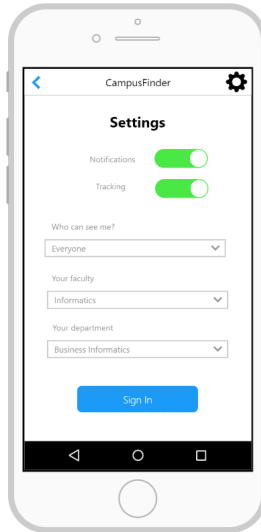 CampusFinder
Settings
Notifications
Tracking
Who can see me?
Everyone
Your faculty
Informatics
Your department
Business Informatics
Sign In